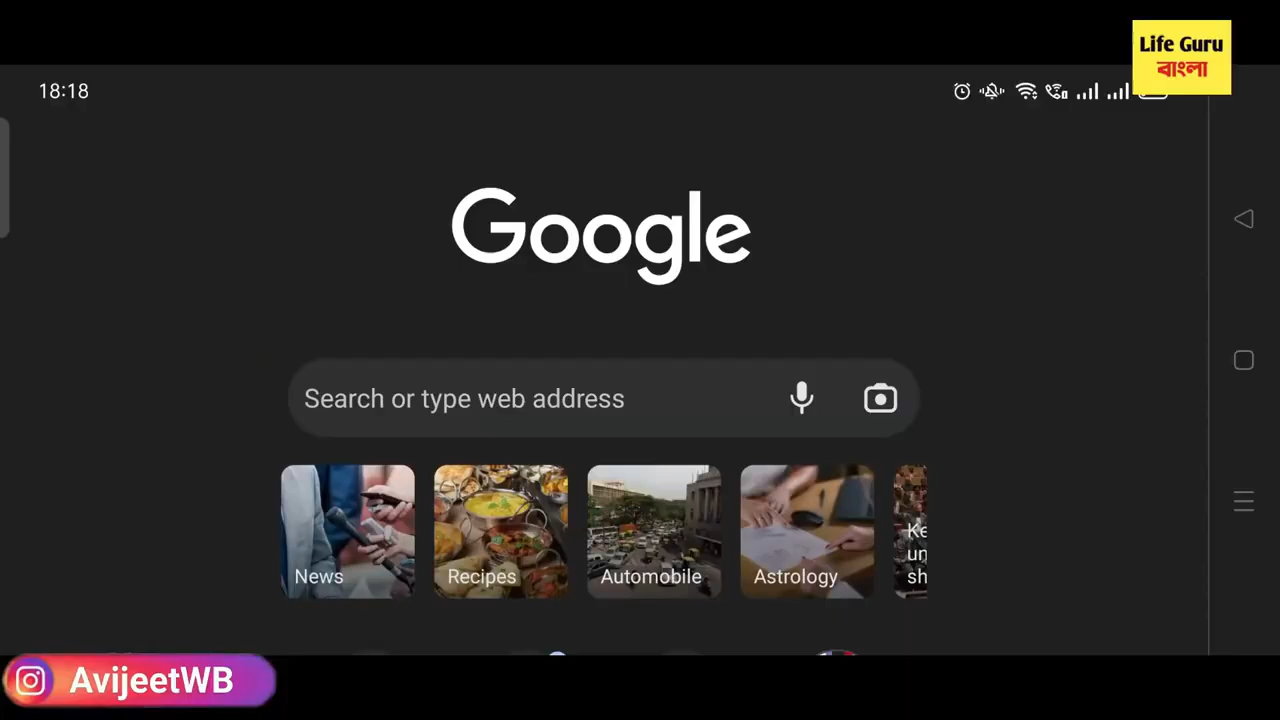 Life Guru
বাংলা
18:18
Google
Search or type web address
News
Recipes
Automobile
Astrology
AvijeetWB